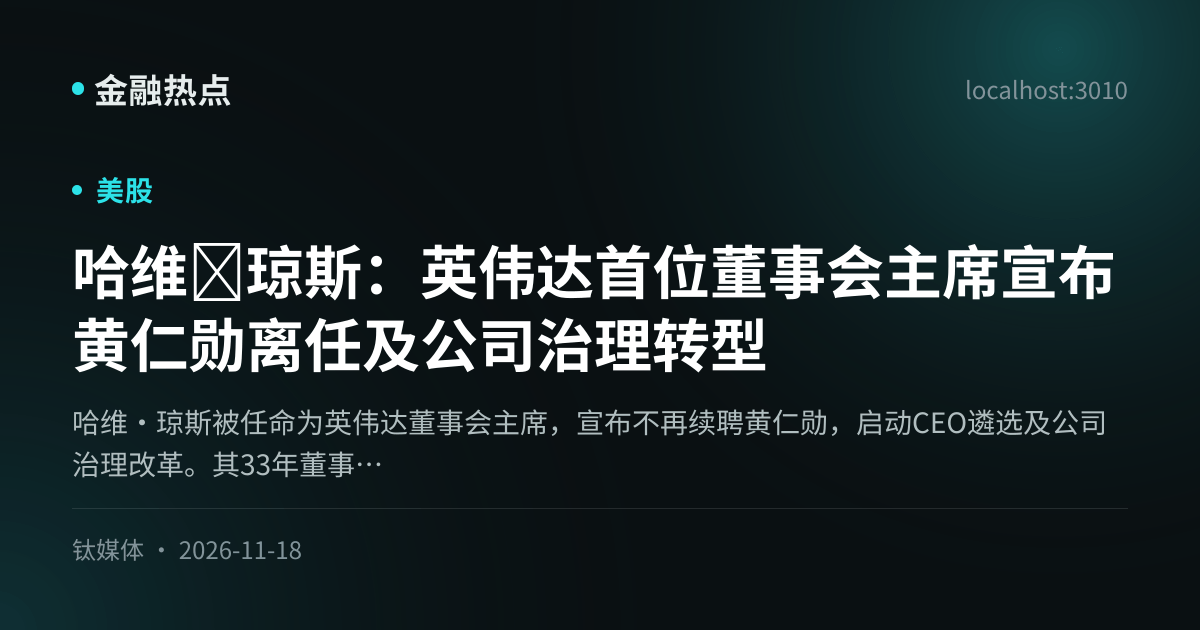 金融热点
localhost:3010
美股
哈维琼斯：英伟达首位董事会主席宣布
黄仁勋离任及公司治理转型
哈维·琼斯被任命为英伟达董事会主席，宣布不再续聘黄仁勋，启动CEO遴选及公司
治理改革。其33年董事…
钛媒体 · 2026-11-18